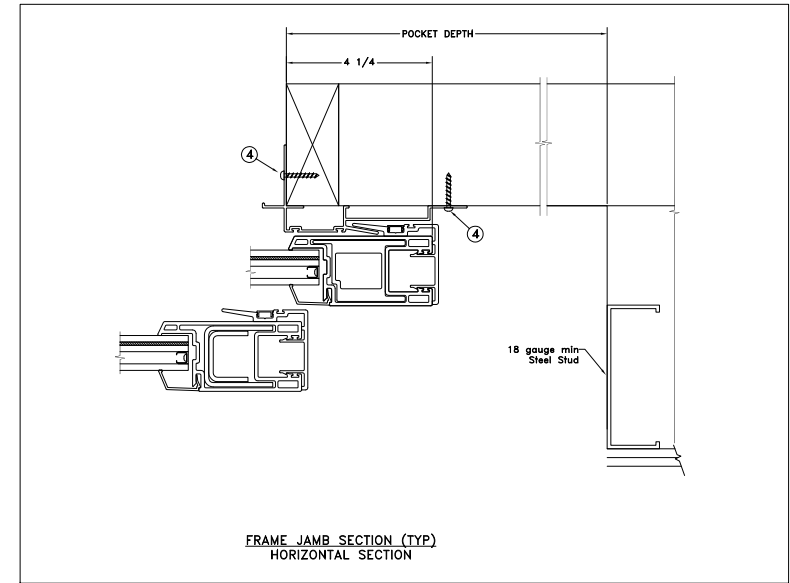 POCKET DEPTH
4 1/4
4
4
18 gauge min
Steel Stud
FRAME JAMB SECTION (TYP)
HORIZONTAL SECTION